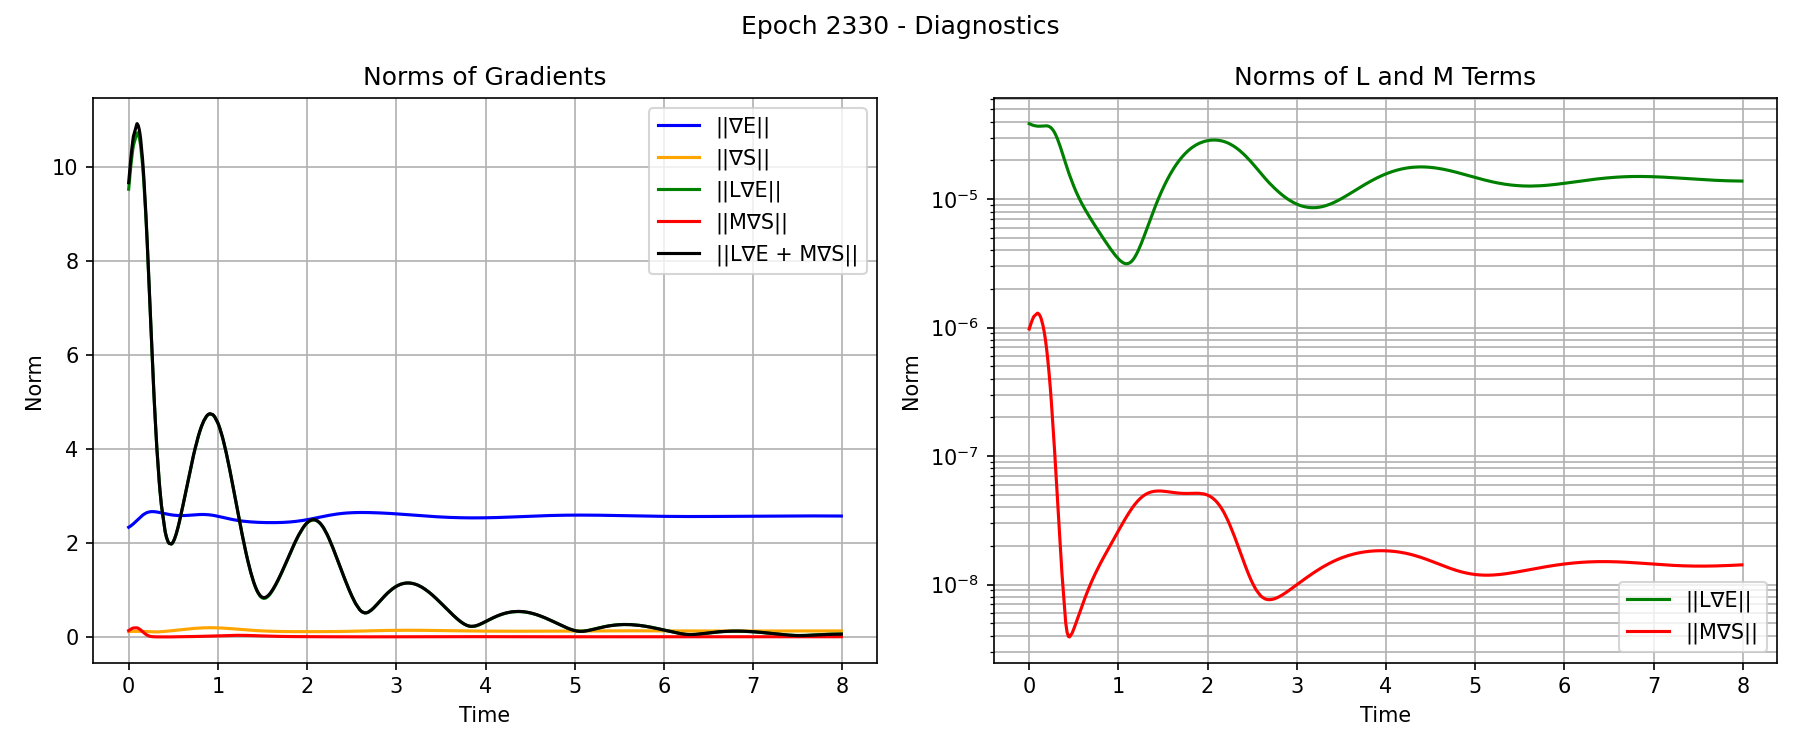 Epoch 2330 - Diagnostics
Norms of Gradients
Norm
10
8
6
4
2
0
||∇E||
||∇S||
||L∇E||
||M∇S||
||L∇E + M∇S||
0 1 2 3 4 5 6 7 8
Time
Norms of L and M Terms
Norm
10⁻⁵
10⁻⁶
10⁻⁷
10⁻⁸
||L∇E||
||M∇S||
0 1 2 3 4 5 6 7 8
Time